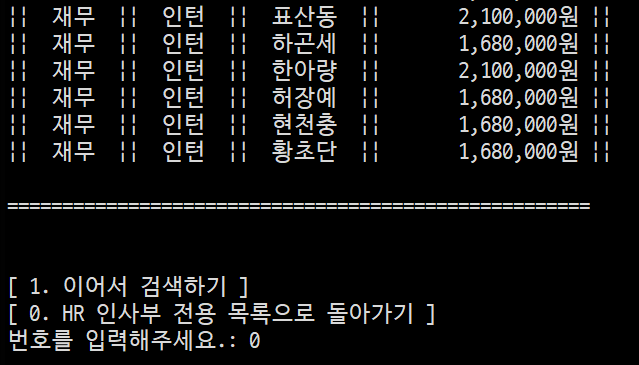 || 재무 || 인턴 || 표산동 || 2,100,000원 ||
|| 재무 || 인턴 || 하곤세 || 1,680,000원 ||
|| 재무 || 인턴 || 한아량 || 2,100,000원 ||
|| 재무 || 인턴 || 허장예 || 1,680,000원 ||
|| 재무 || 인턴 || 현천충 || 1,680,000원 ||
|| 재무 || 인턴 || 황초단 || 1,680,000원 ||
=====================================================
[ 1. 이어서 검색하기 ]
[ 0. HR 인사부 전용 목록으로 돌아가기 ]
번호를 입력해주세요.: 0